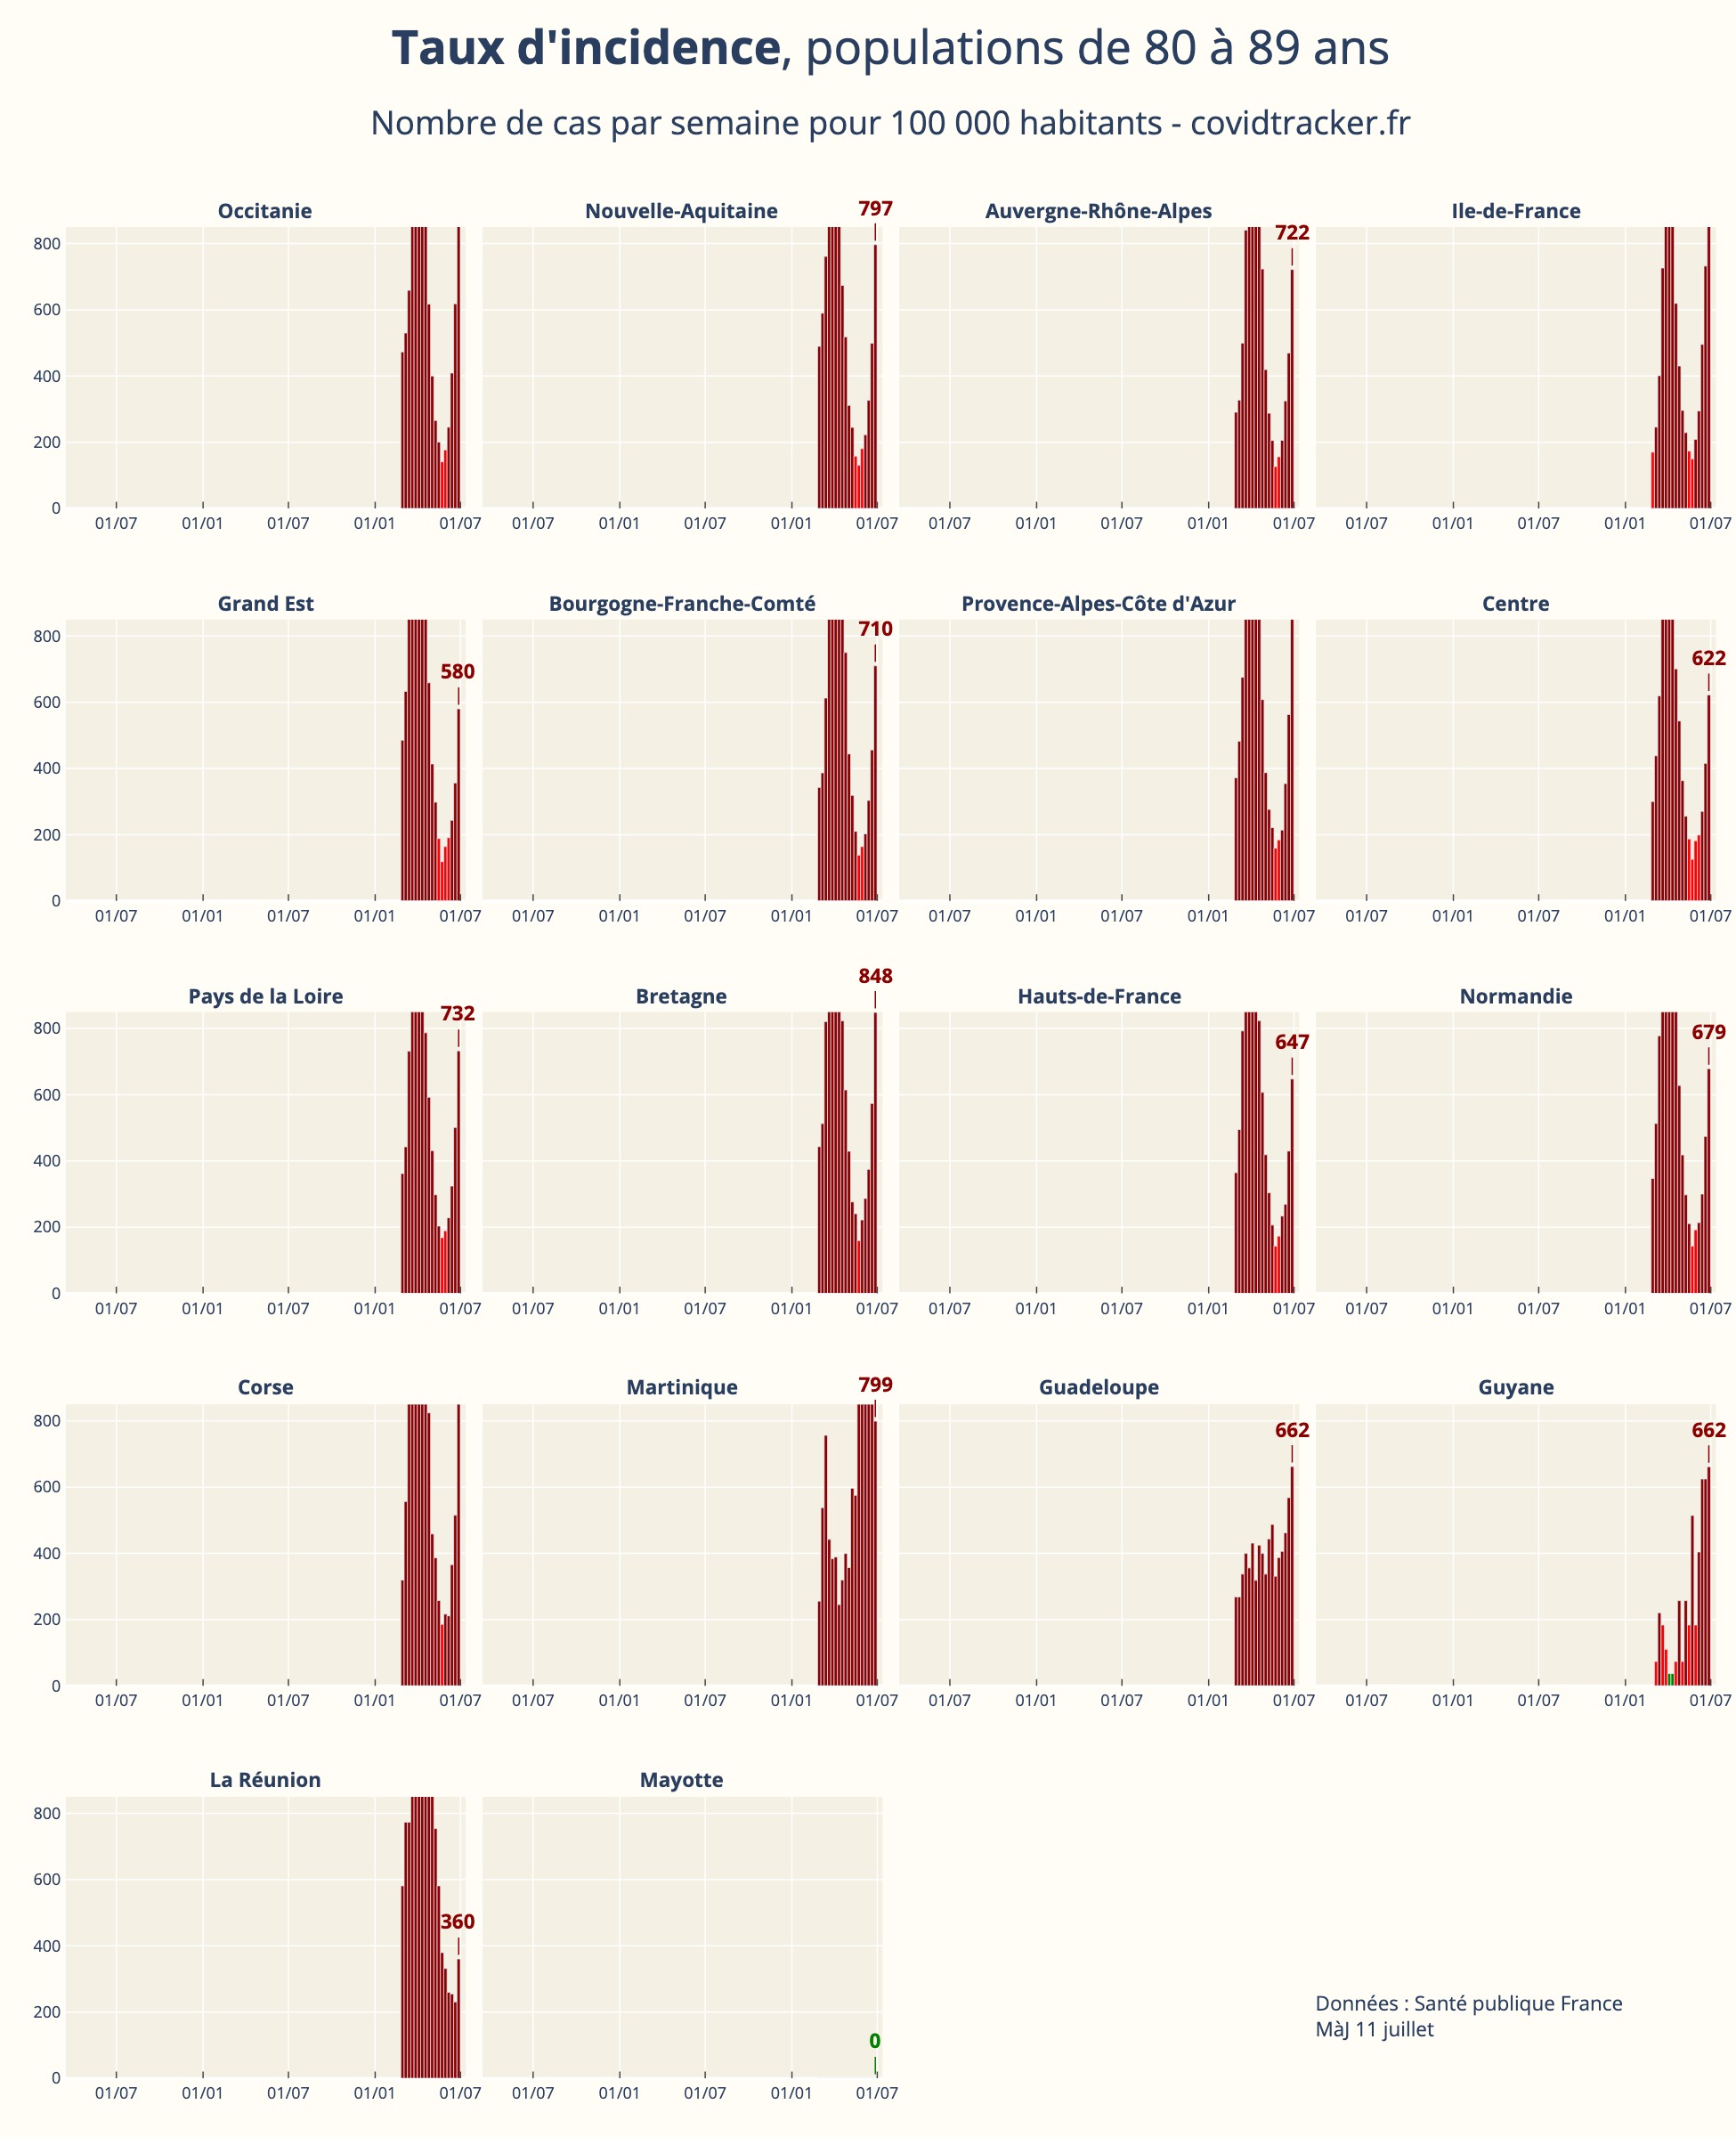 Taux d'incidence, populations de 80 à 89 ans
Nombre de cas par semaine pour 100 000 habitants - covidtracker.fr
Occitanie
Nouvelle-Aquitaine
797
Auvergne-Rhône-Alpes
722
Ile-de-France
800
600
400
200
0
01/07 01/01 01/07 01/01 01/07
01/07 01/01 01/07 01/01 01/07
01/07 01/01 01/07 01/01 01/07
01/07 01/01 01/07 01/01 01/07
Grand Est
580
Bourgogne-Franche-Comté
710
Provence-Alpes-Côte d'Azur
Centre
622
800
600
400
200
0
01/07 01/01 01/07 01/01 01/07
01/07 01/01 01/07 01/01 01/07
01/07 01/01 01/07 01/01 01/07
01/07 01/01 01/07 01/01 01/07
Pays de la Loire
732
Bretagne
848
Hauts-de-France
647
Normandie
679
800
600
400
200
0
01/07 01/01 01/07 01/01 01/07
01/07 01/01 01/07 01/01 01/07
01/07 01/01 01/07 01/01 01/07
01/07 01/01 01/07 01/01 01/07
Corse
Martinique
799
Guadeloupe
662
Guyane
662
800
600
400
200
0
01/07 01/01 01/07 01/01 01/07
01/07 01/01 01/07 01/01 01/07
01/07 01/01 01/07 01/01 01/07
01/07 01/01 01/07 01/01 01/07
La Réunion
360
Mayotte
0
800
600
400
200
0
01/07 01/01 01/07 01/01 01/07
01/07 01/01 01/07 01/01 01/07
Données : Santé publique France
MàJ 11 juillet